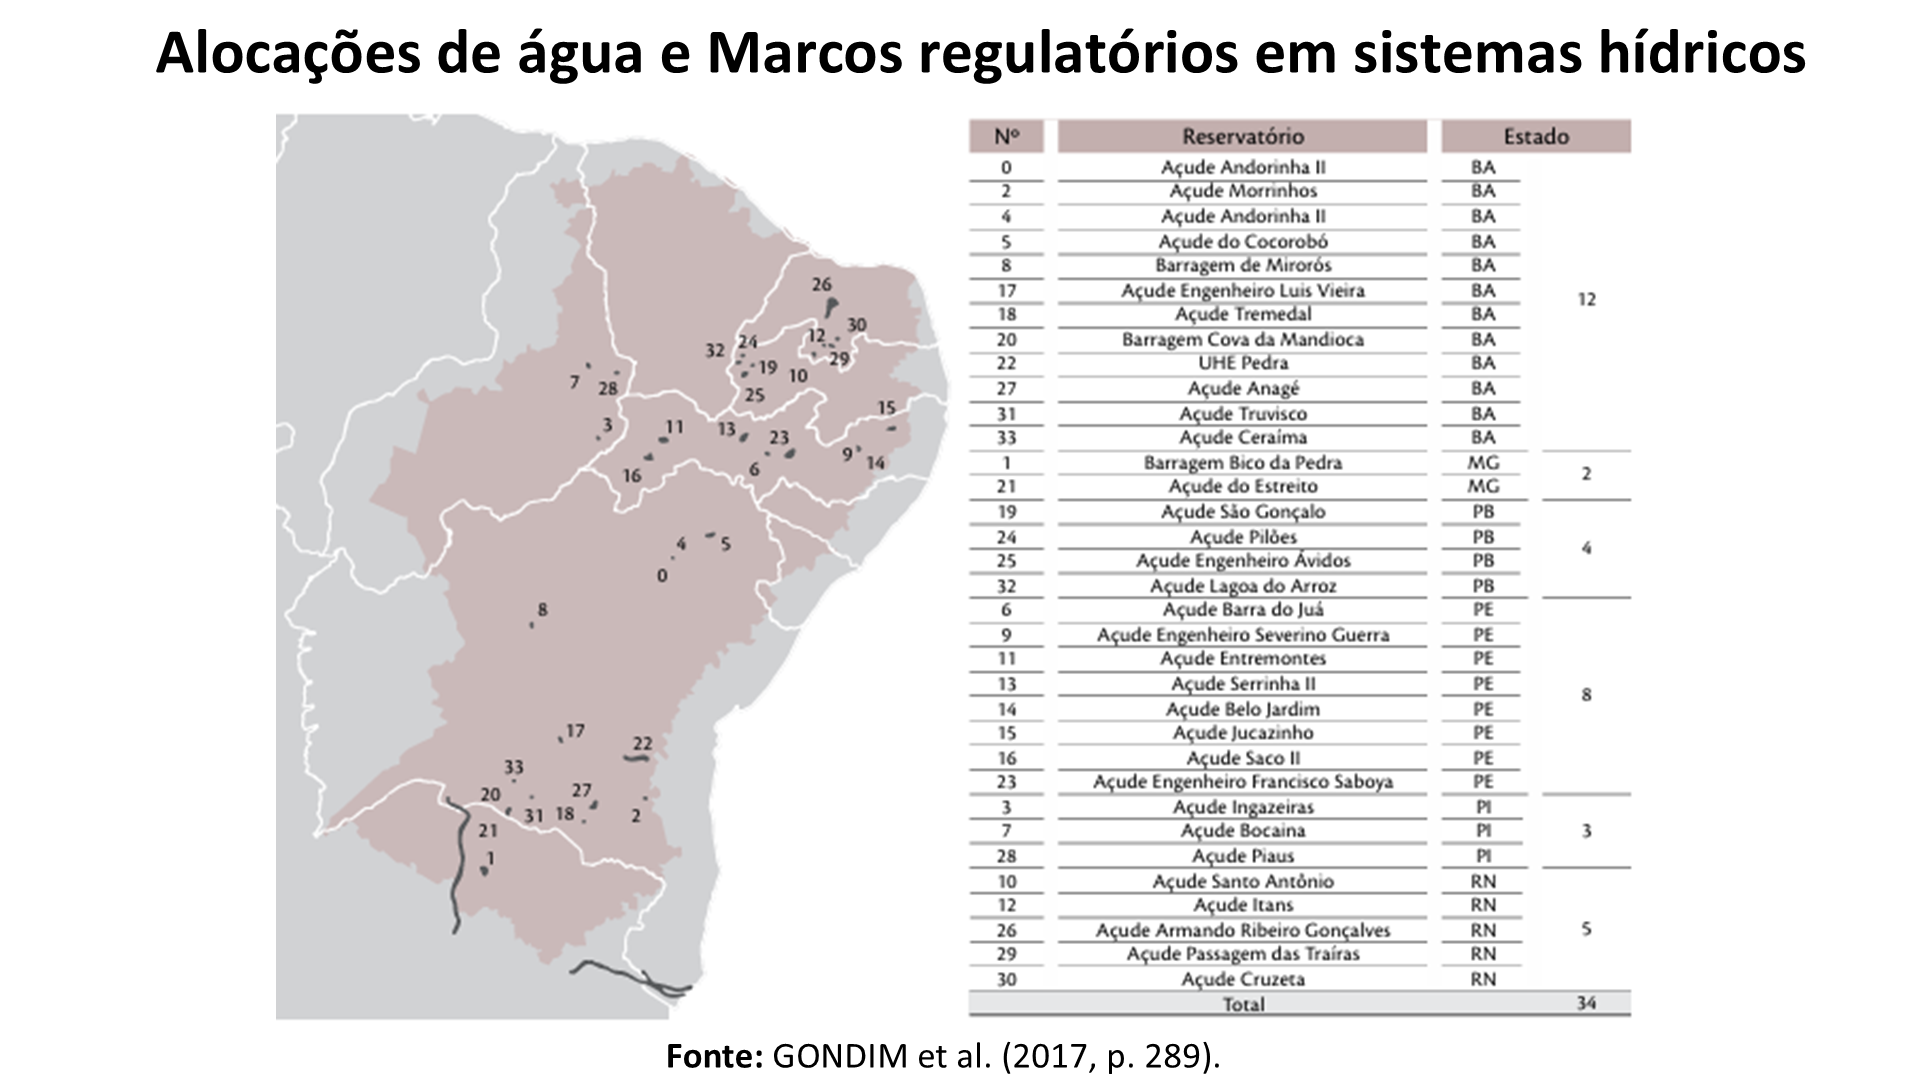 Alocações de água e Marcos regulatórios em sistemas hídricos
26
30
12
24
32
29
19
10
7
28
25
15
3
11
13
23
9
14
16
6
4
5
0
8
17
22
33
20
27
31
18
2
21
1
Nº Reservatório Estado
0 Açude Andorinha II BA
2 Açude Morrinhos BA
4 Açude Andorinha II BA
5 Açude do Cocorobó BA
8 Barragem de Mirorós BA
17 Açude Engenheiro Luis Vieira BA
12
18 Açude Tremedal BA
20 Barragem Cova da Mandioca BA
22 UHE Pedra BA
27 Açude Anagé BA
31 Açude Truvisco BA
33 Açude Ceraíma BA
1 Barragem Bico da Pedra MG
2
21 Açude do Estreito MG
19 Açude São Gonçalo PB
24 Açude Pilões PB
4
25 Açude Engenheiro Ávidos PB
32 Açude Lagoa do Arroz PB
6 Açude Barra do Juá PE
9 Açude Engenheiro Severino Guerra PE
11 Açude Entremontes PE
13 Açude Serrinha II PE
8
14 Açude Belo Jardim PE
15 Açude Jucazinho PE
16 Açude Saco II PE
23 Açude Engenheiro Francisco Saboya PE
3 Açude Ingazeiras PI
7 Açude Bocaina PI 3
28 Açude Piaus PI
10 Açude Santo Antônio RN
12 Açude Itans RN
26 Açude Armando Ribeiro Gonçalves RN 5
29 Açude Passagem das Traíras RN
30 Açude Cruzeta RN
Total 34
Fonte: GONDIM et al. (2017, p. 289).